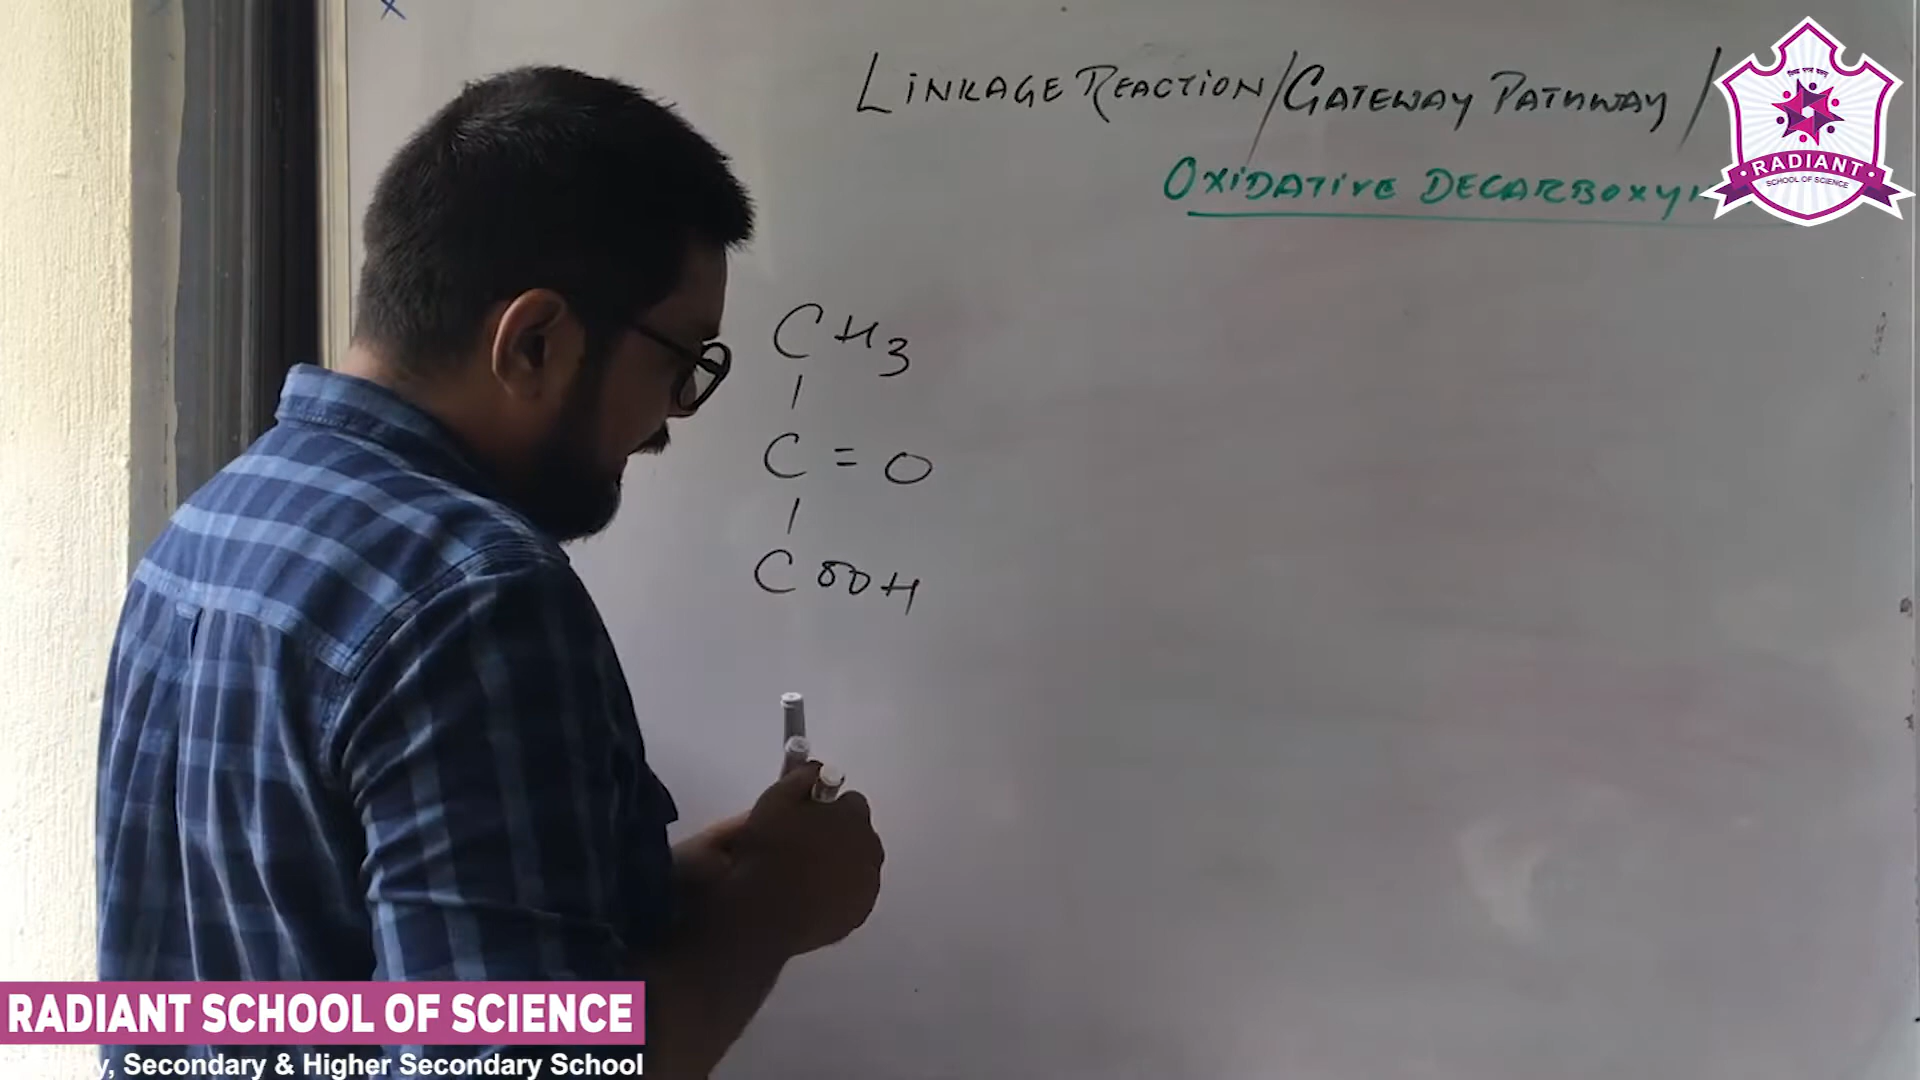 LINKAGE REACTION/GATEWAY PATHWAY /
OXIDATIVE DECARBOXY
CH3
C = O
COOH
RADIANT
SCHOOL OF SCIENCE
RADIANT SCHOOL OF SCIENCE
y, Secondary & Higher Secondary School